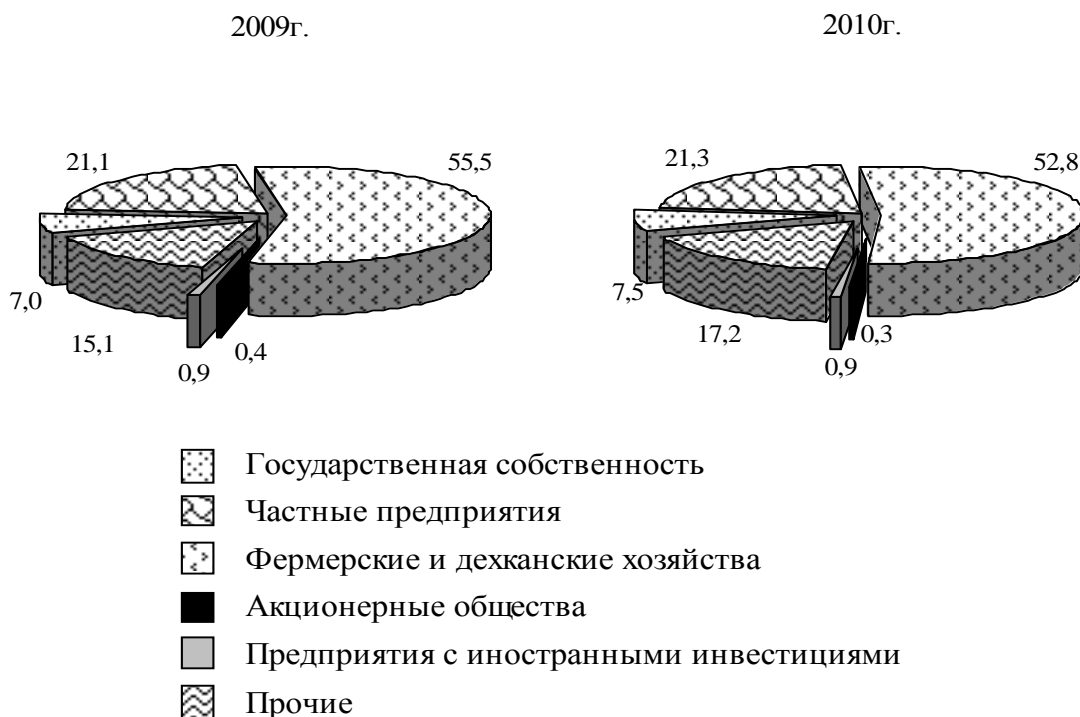 2009г.
2010г.
21,1
55,5
7,0
15,1
0,9
0,4
21,3
52,8
7,5
17,2
0,9
0,3
Государственная собственность
Частные предприятия
Фермерские и дехканские хозяйства
Акционерные общества
Предприятия с иностранными инвестициями
Прочие